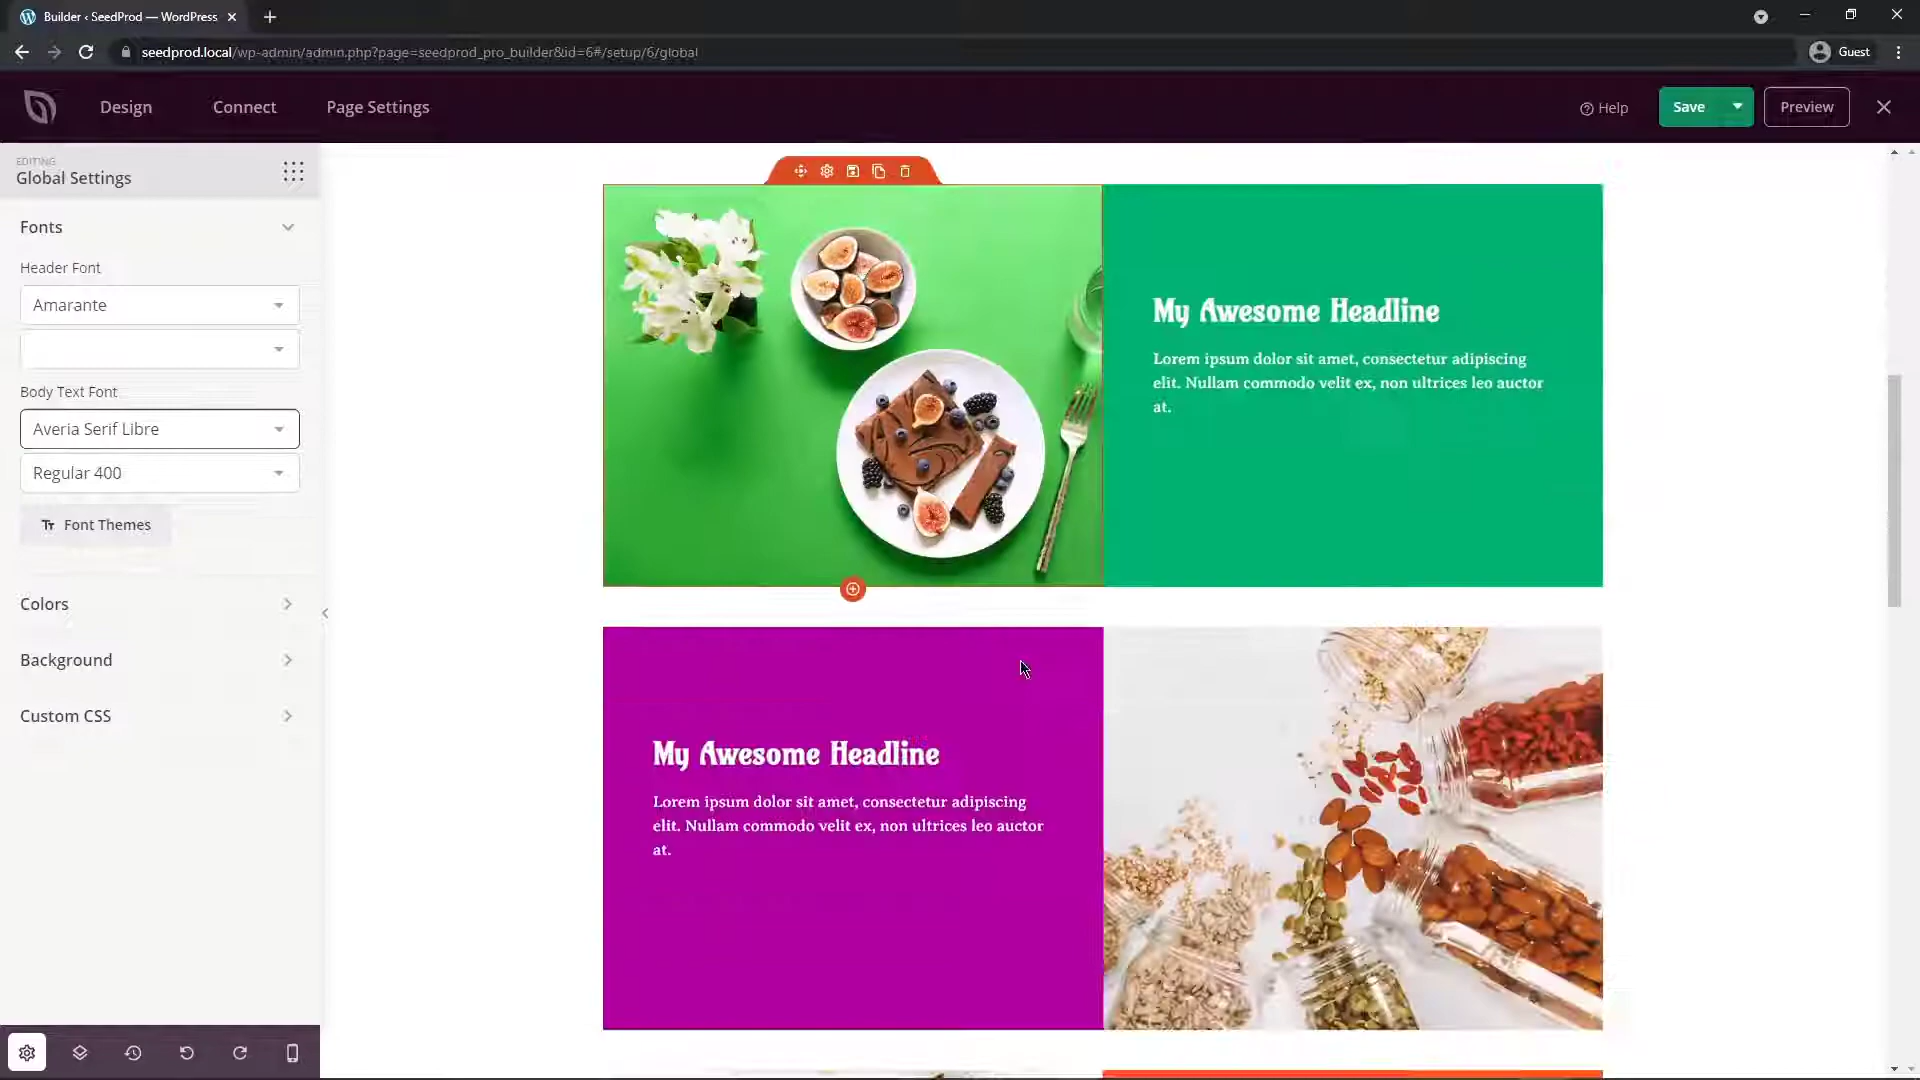 Builder ‹ SeedProd — WordPress
seedprod.local/wp-admin/admin.php?page=seedprod_pro_builder&id=6#/setup/6/global
Guest
Design
Connect
Page Settings
Help
Save
Preview
EDITING
Global Settings
Fonts
Header Font
Amarante
Body Text Font
Averia Serif Libre
Regular 400
Tт Font Themes
Colors
Background
Custom CSS
My Awesome Headline
Lorem ipsum dolor sit amet, consectetur adipiscing
elit. Nullam commodo velit ex, non ultrices leo auctor
at.
My Awesome Headline
Lorem ipsum dolor sit amet, consectetur adipiscing
elit. Nullam commodo velit ex, non ultrices leo auctor
at.